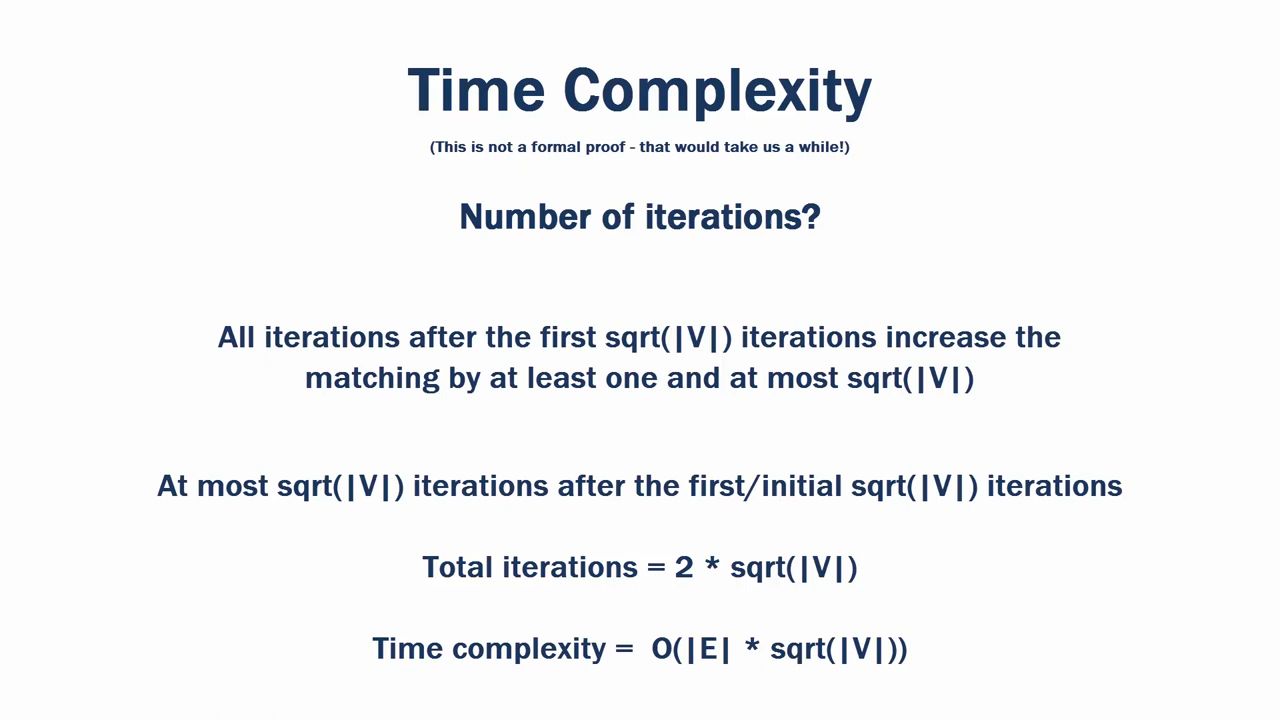 Time Complexity
(This is not a formal proof - that would take us a while!)
Number of iterations?
All iterations after the first sqrt(|V|) iterations increase the
matching by at least one and at most sqrt(|V|)
At most sqrt(|V|) iterations after the first/initial sqrt(|V|) iterations
Total iterations = 2 * sqrt(|V|)
Time complexity = O(|E| * sqrt(|V|))